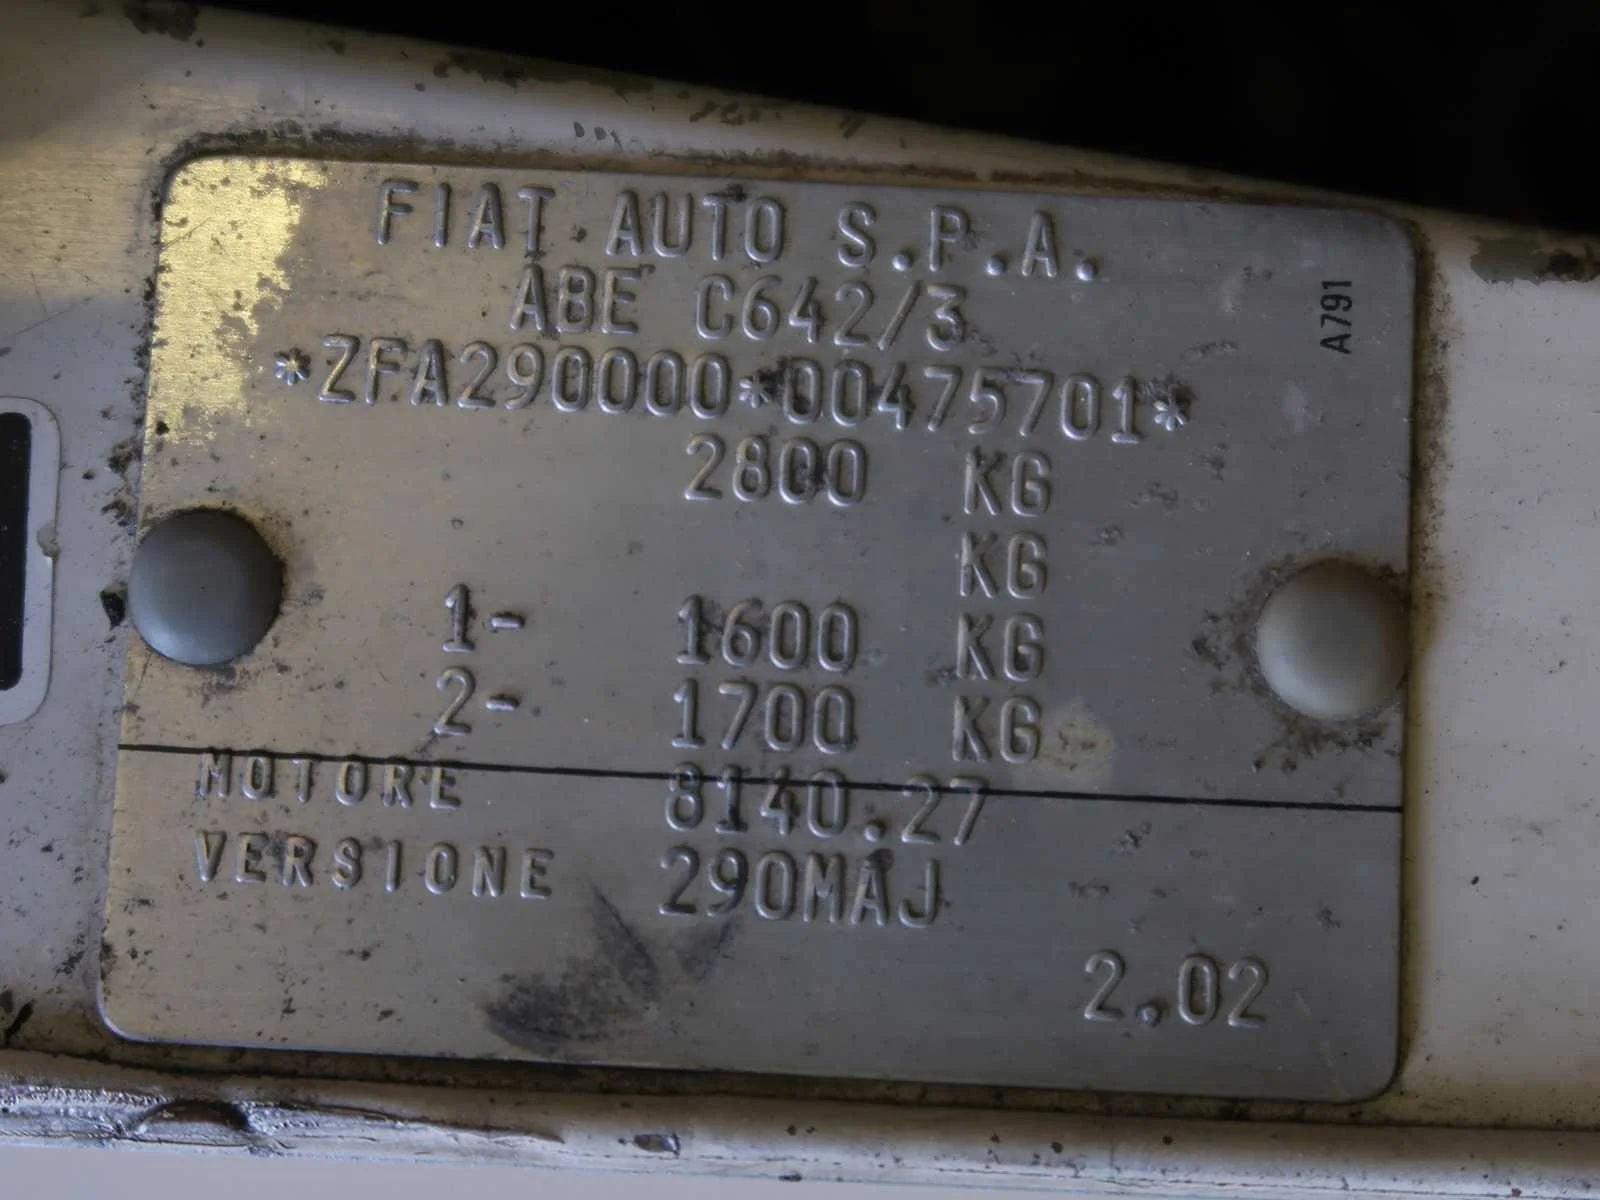 FIAT AUTO S.P.A.
ABE C642/3
A791
*ZFA290000*00475701*
2800 KG
KG
1- 1600 KG
2- 1700 KG
MOTORE 8140.27
VERSIONE 290MAJ
2.02